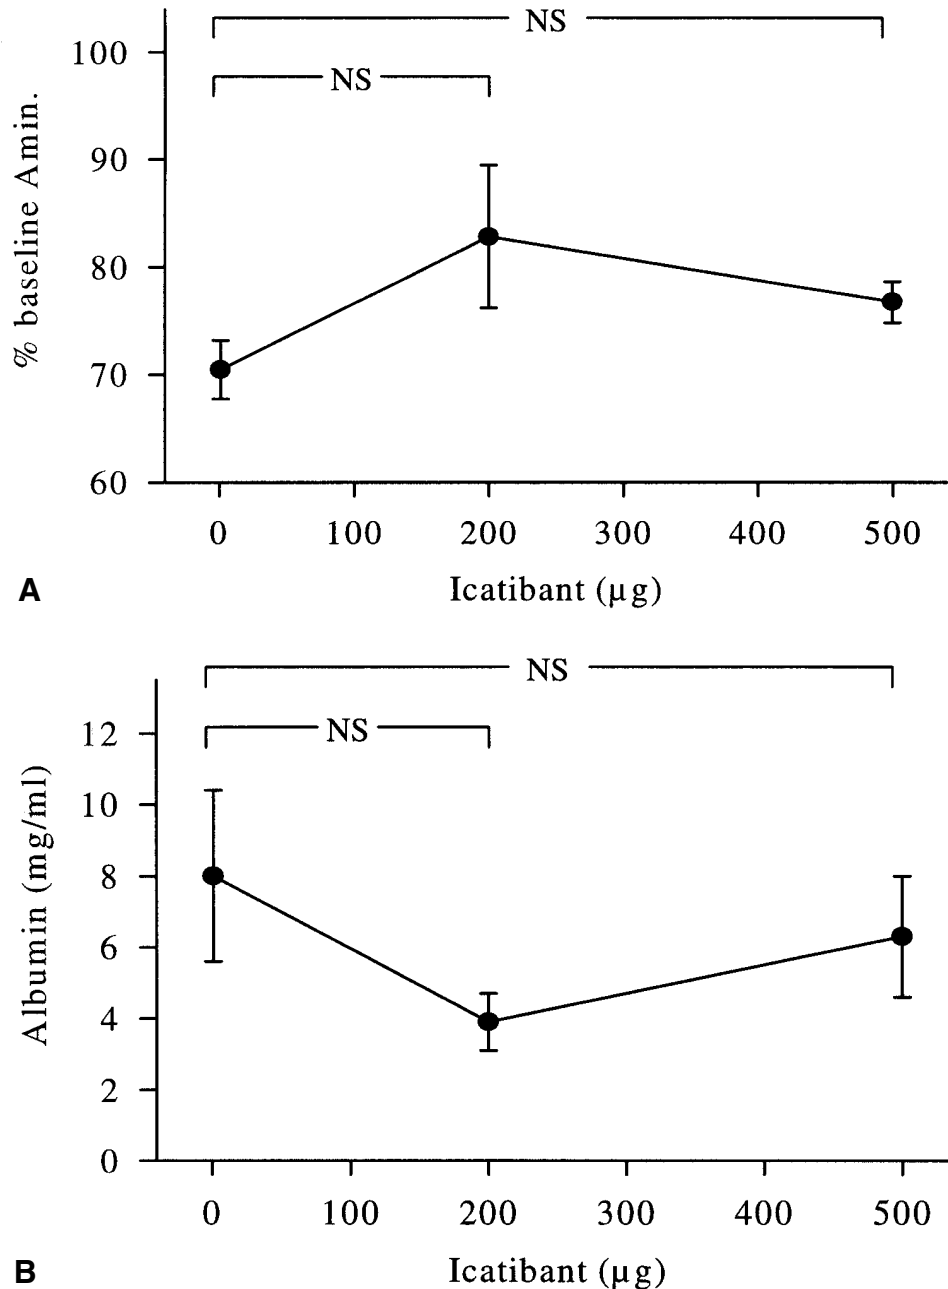 NS
100
NS
90
80
70
60
% baseline Amin.
0 100 200 300 400 500
Icatibant (μg)
A
NS
NS
12
10
8
6
4
2
0
Albumin (mg/ml)
0 100 200 300 400 500
Icatibant (μg)
B